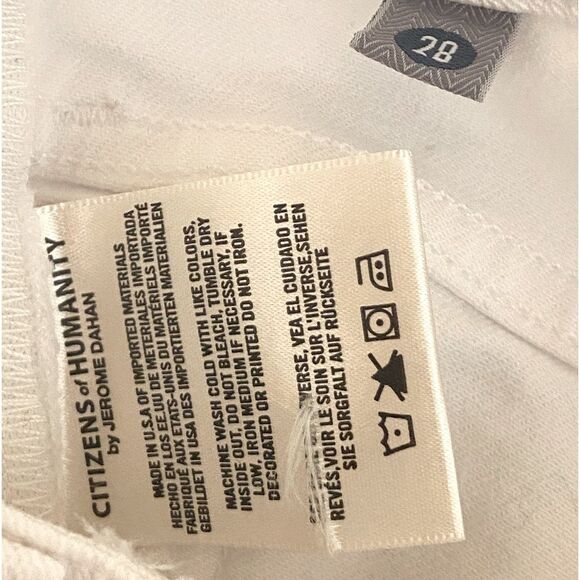 28
CITIZENS of HUMANITY
by JEROME DAHAN
MADE IN U.S.A OF IMPORTED MATERIALS
HECHO EN LOS EE.UU DE METERIALES IMPORTADA
FABRIQUÉ AUX ETATS-UNIS DU MATÉRIELS IMPORTÉ
GEBILDET IN USA DES IMPORTIERTEN MATERIALIEN
MACHINE WASH COLD WITH LIKE COLORS,
INSIDE OUT, DO NOT BLEACH, TUMBLE DRY
LOW, IRON MEDIUM IF NECESSARY, IF
DECORATED OR PRINTED DO NOT IRON.
VERSE, VEA EL CUIDADO EN
REVÉS, VOIR LE SOIN SUR L'INVERSE, SEHEN
SIE SORGFALT AUF RÜCKSEITE